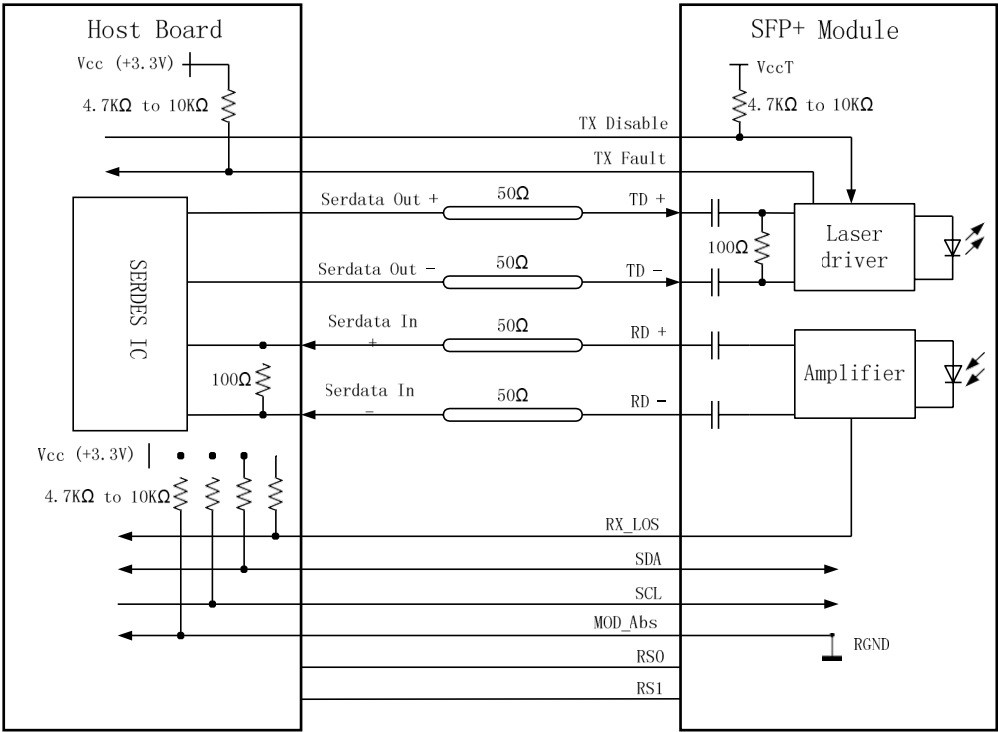 Host Board
SFP+ Module
Vcc (+3.3V)
VccT
4.7KΩ to 10KΩ
4.7KΩ to 10KΩ
TX Disable
TX Fault
Serdata Out +
50Ω
TD +
100Ω
Laser
driver
Serdata Out -
50Ω
TD -
SERDES IC
Serdata In
+
50Ω
RD +
100Ω
Serdata In
-
50Ω
RD -
Amplifier
Vcc (+3.3V)
4.7KΩ to 10KΩ
RX_LOS
SDA
SCL
MOD_Abs
RGND
RS0
RS1